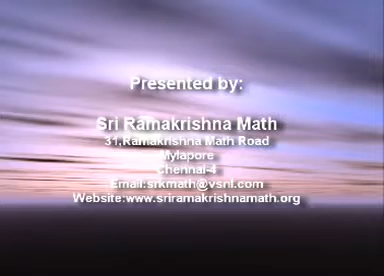 Presented by:
Sri Ramakrishna Math
31,Ramakrishna Math Road
Mylapore
Chennai-4
Email:srkmath@vsnl.com
Website:www.sriramakrishnamath.org